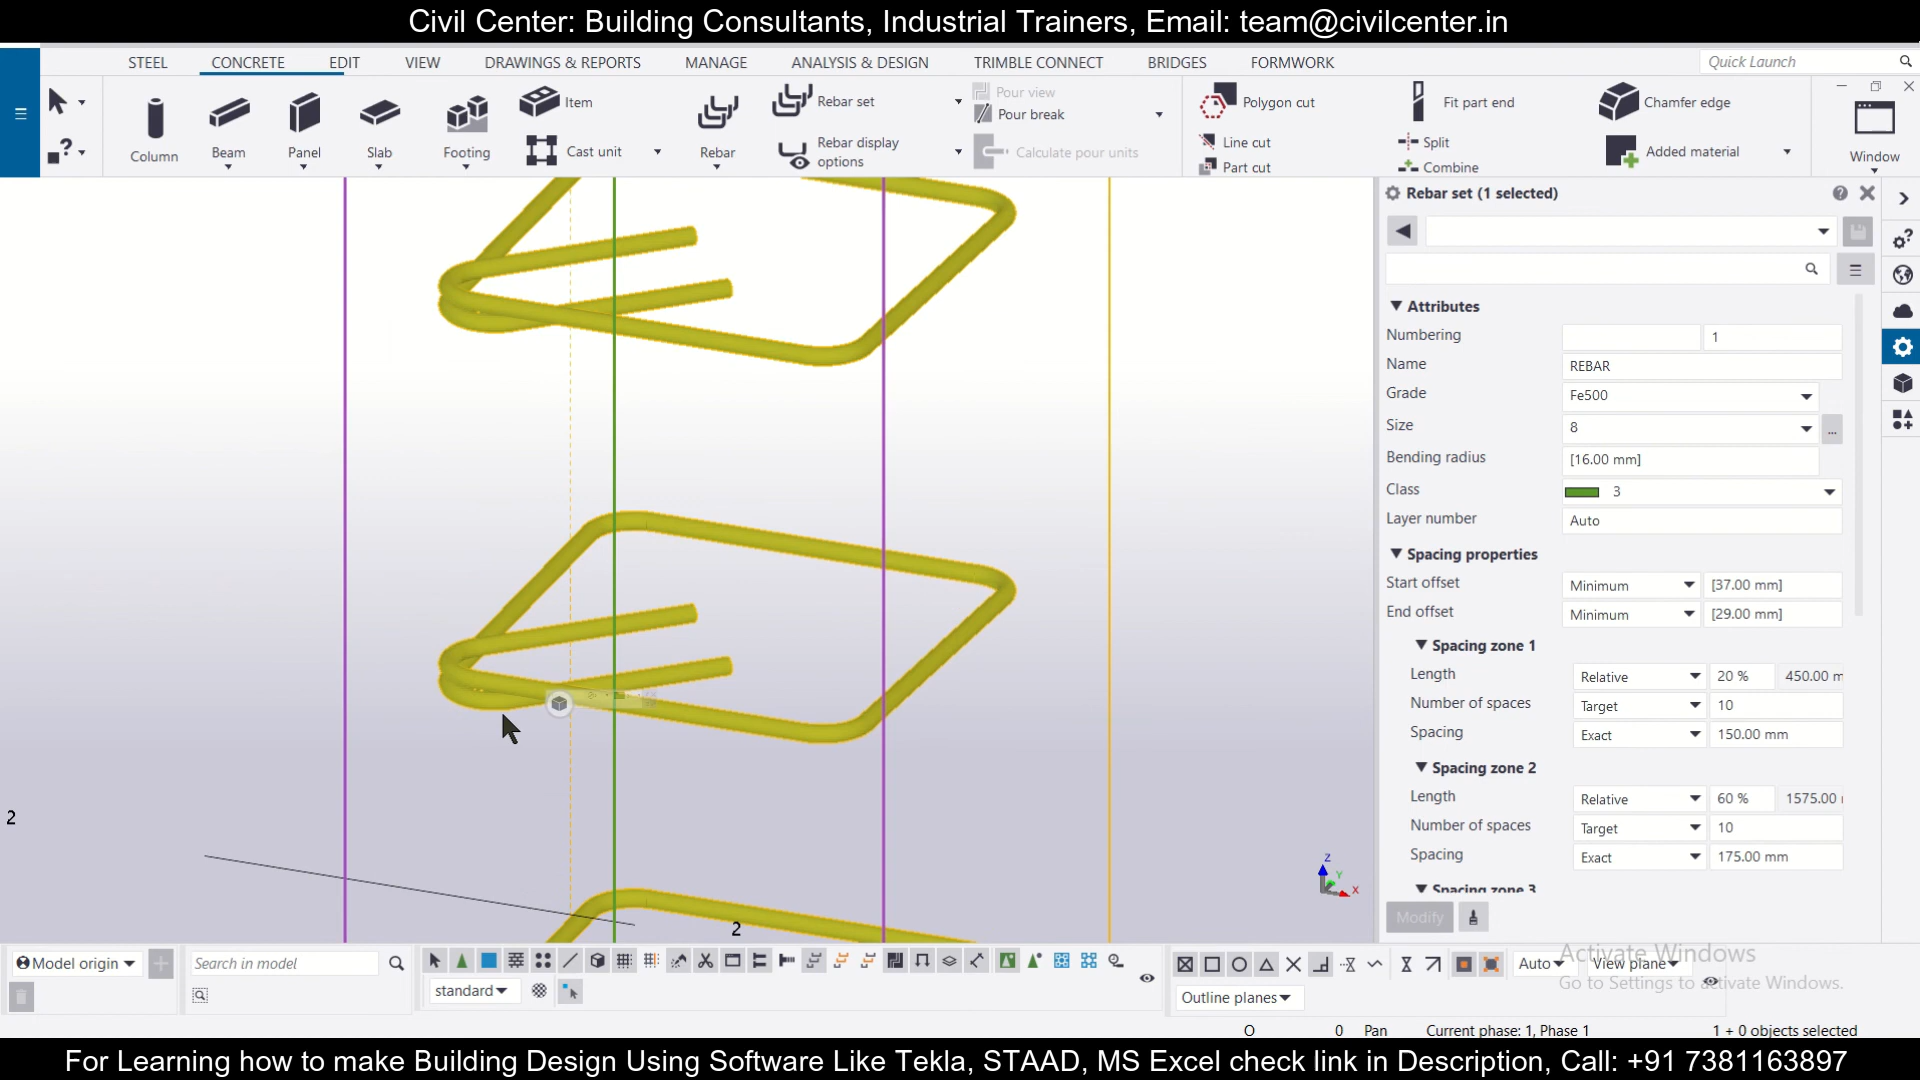 Civil Center: Building Consultants, Industrial Trainers, Email: team@civilcenter.in
STEEL CONCRETE EDIT VIEW DRAWINGS & REPORTS MANAGE ANALYSIS & DESIGN TRIMBLE CONNECT BRIDGES FORMWORK Quick Launch
Column Beam Panel Slab Footing Item Cast unit Rebar Rebar set Rebar display options Pour view Pour break Calculate pour units Polygon cut Line cut Part cut Fit part end Split Combine Chamfer edge Added material Window
Rebar set (1 selected)
Attributes
Numbering 1
Name REBAR
Grade Fe500
Size 8 ...
Bending radius [16.00 mm]
Class 3
Layer number Auto
Spacing properties
Start offset Minimum [37.00 mm]
End offset Minimum [29.00 mm]
Spacing zone 1
Length Relative 20 % 450.00 m
Number of spaces Target 10
Spacing Exact 150.00 mm
Spacing zone 2
Length Relative 60 % 1575.00
Number of spaces Target 10
Spacing Exact 175.00 mm
Spacing zone 3
Modify
2
2
Z
Y
X
Model origin Search in model
standard
Auto View plane
Outline planes
Activate Windows
Go to Settings to activate Windows.
O 0 Pan Current phase: 1, Phase 1 1 + 0 objects selected
For Learning how to make Building Design Using Software Like Tekla, STAAD, MS Excel check link in Description, Call: +91 7381163897